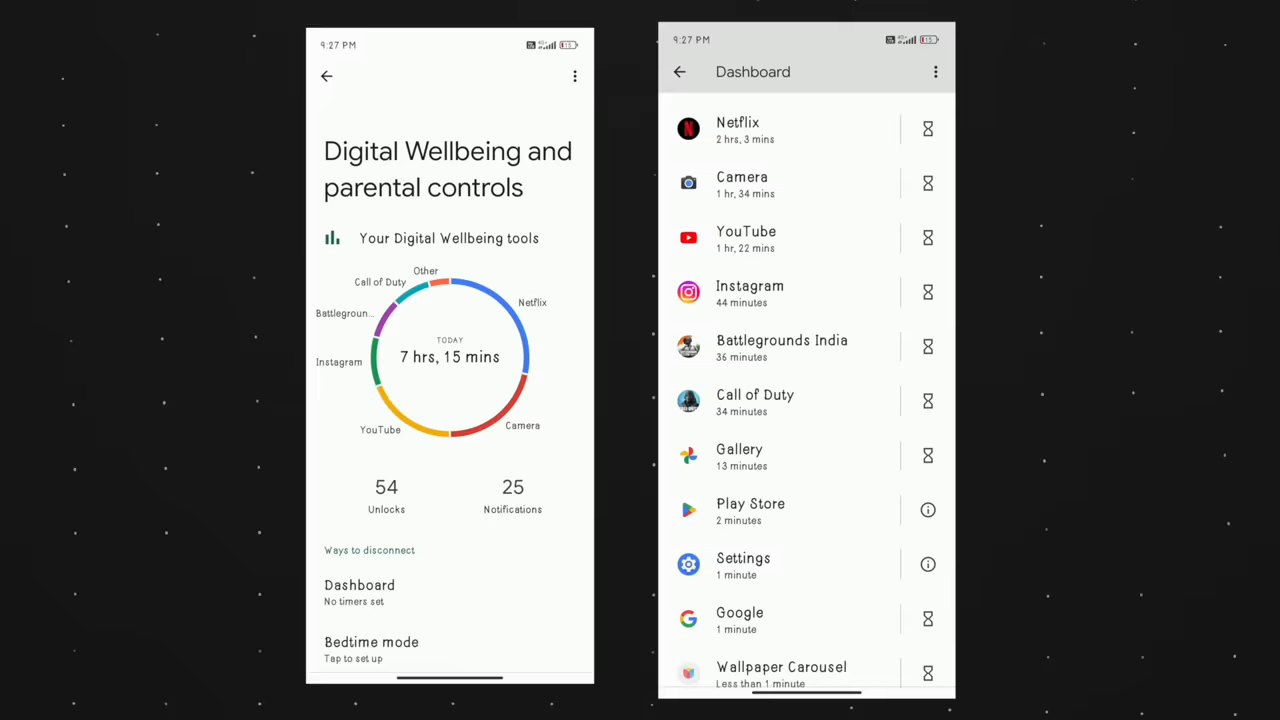 9:27 PM
4G+
15
Digital Wellbeing and
parental controls
Your Digital Wellbeing tools
Other
Call of Duty
Netflix
Battlegroun...
TODAY
7 hrs, 15 mins
Instagram
YouTube
Camera
54
25
Unlocks
Notifications
Ways to disconnect
Dashboard
No timers set
Bedtime mode
Tap to set up
9:27 PM
4G+
15
Dashboard
Netflix
2 hrs, 3 mins
Camera
1 hr, 34 mins
YouTube
1 hr, 22 mins
Instagram
44 minutes
Battlegrounds India
36 minutes
Call of Duty
34 minutes
Gallery
13 minutes
Play Store
2 minutes
Settings
1 minute
Google
1 minute
Wallpaper Carousel
Less than 1 minute